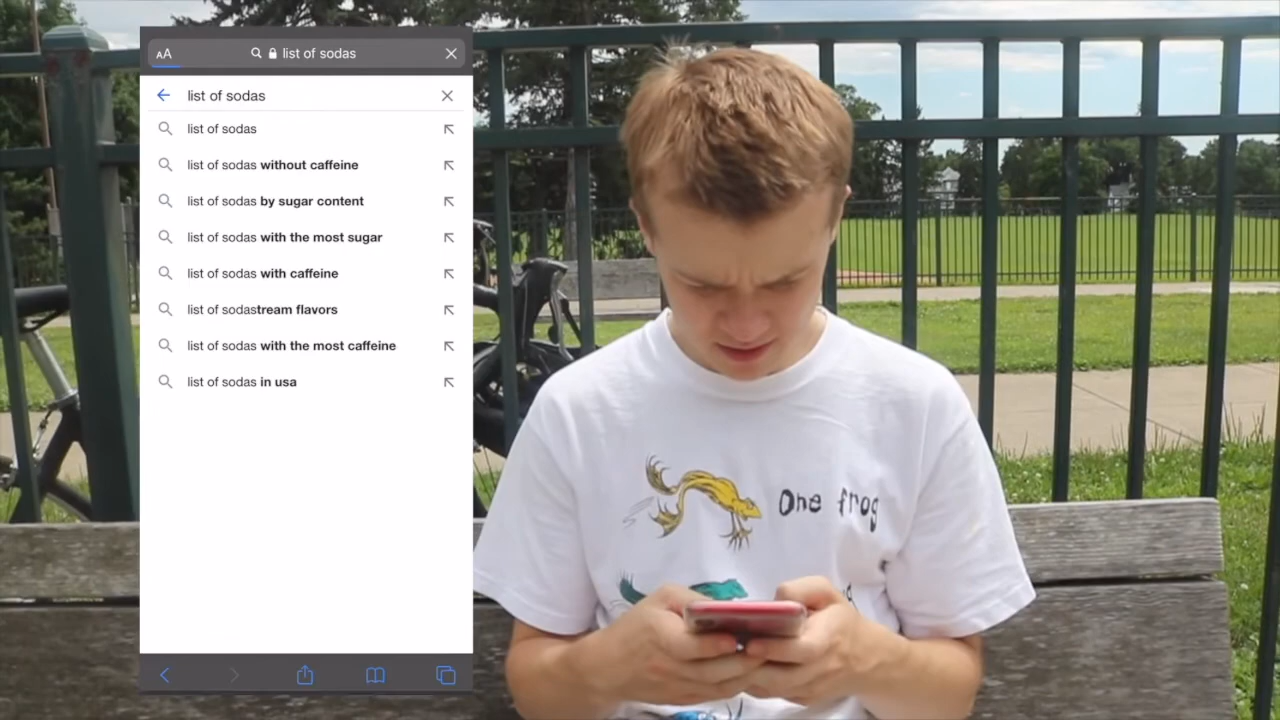 AA list of sodas
list of sodas
list of sodas
list of sodas without caffeine
list of sodas by sugar content
list of sodas with the most sugar
list of sodas with caffeine
list of sodastream flavors
list of sodas with the most caffeine
list of sodas in usa
One frog